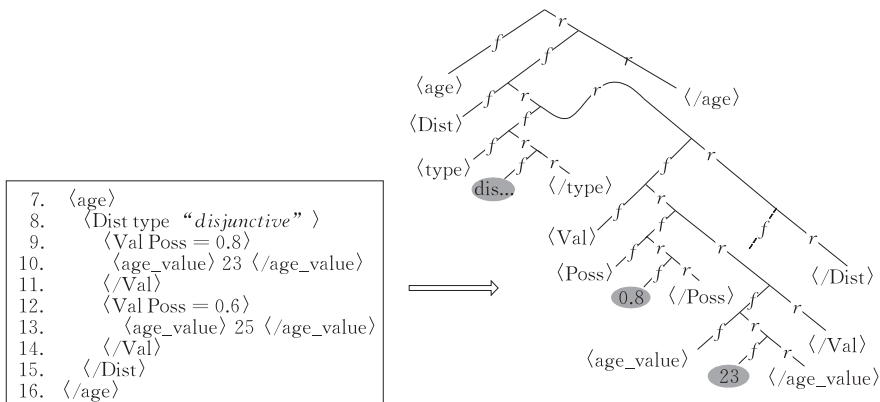 7. ⟨age⟩
8. ⟨Dist type “disjunctive” ⟩
9. ⟨Val Poss = 0.8⟩
10. ⟨age_value⟩ 23 ⟨/age_value⟩
11. ⟨/Val⟩
12. ⟨Val Poss = 0.6⟩
13. ⟨age_value⟩ 25 ⟨/age_value⟩
14. ⟨/Val⟩
15. ⟨/Dist⟩
16. ⟨/age⟩
r
f
f r
⟨age⟩ ⟨/age⟩
f r r
⟨Dist⟩
f f
r
⟨type⟩ f r
dis... ⟨/type⟩
f r
⟨Val⟩ r f
⟨Poss⟩ f r r ⟨/Dist⟩
f r
0.8 ⟨/Poss⟩
f r
⟨age_value⟩ f r ⟨/Val⟩
f r
23 ⟨/age_value⟩